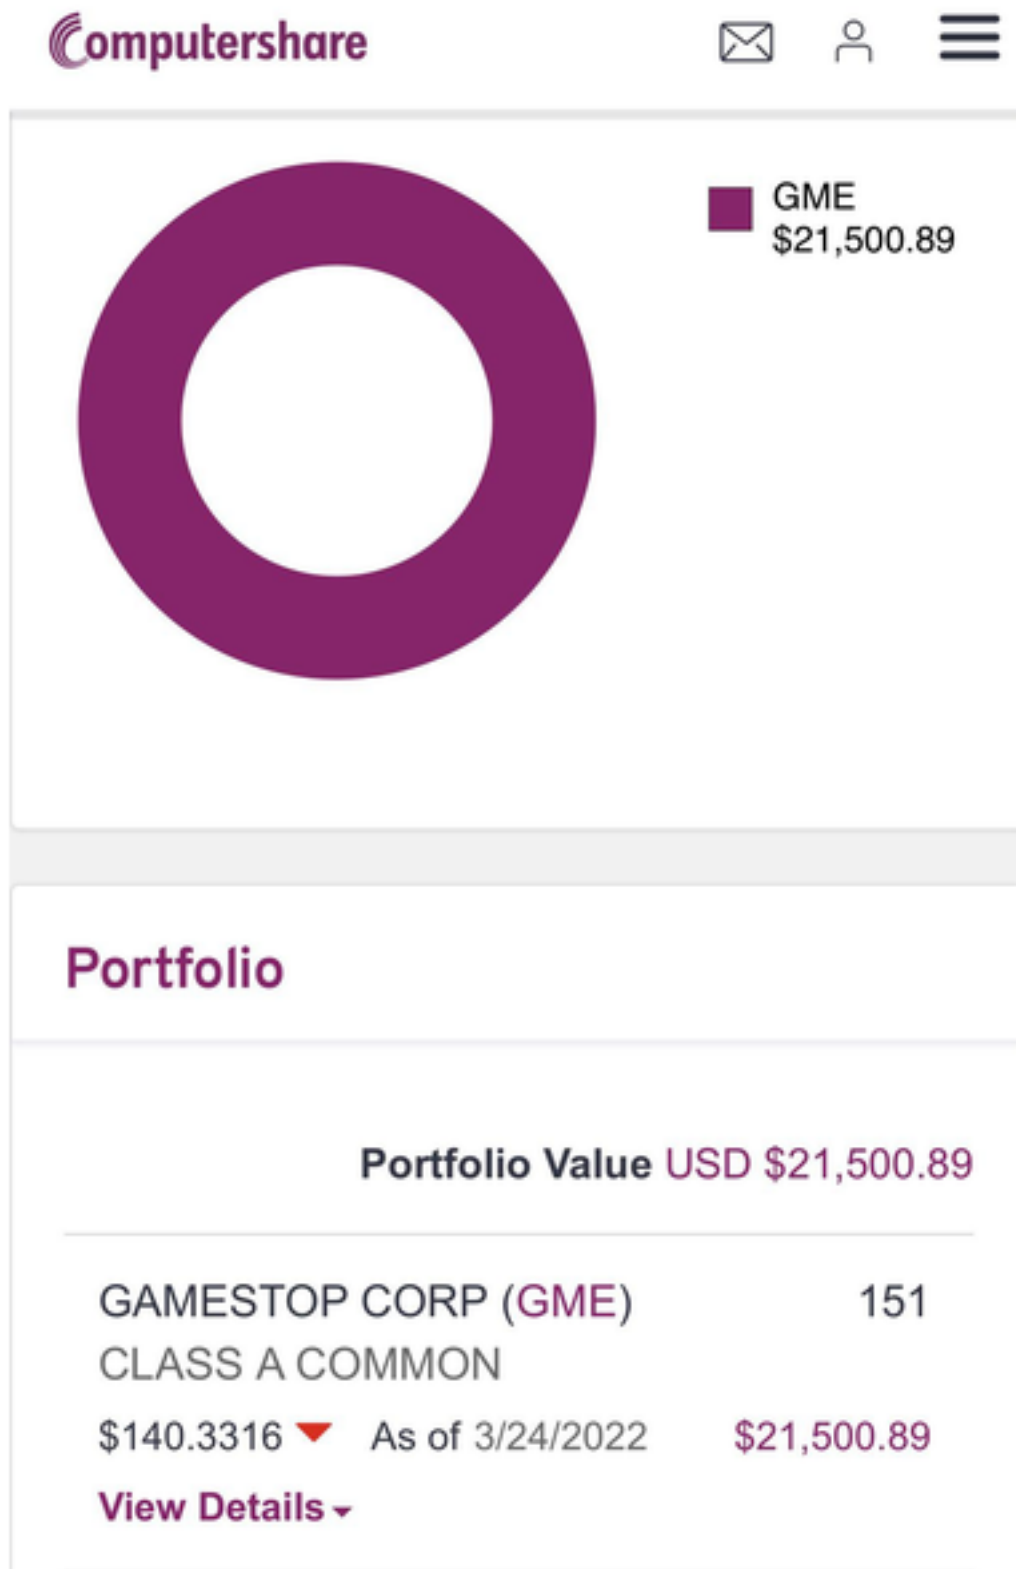 Computershare
GME
$21,500.89
Portfolio
Portfolio Value USD $21,500.89
GAMESTOP CORP (GME) 151
CLASS A COMMON
$140.3316 As of 3/24/2022 $21,500.89
View Details